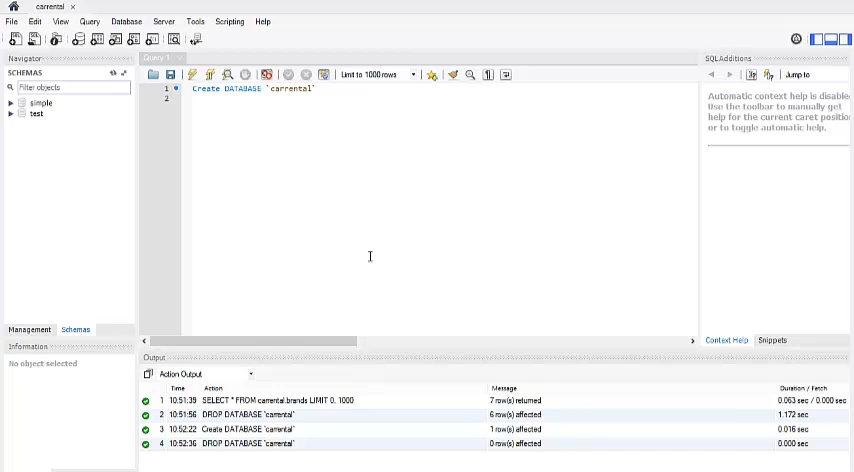 carrental ×
File Edit View Query Database Server Tools Scripting Help
Navigator
SCHEMAS
Filter objects
simple
test
Management Schemas
Information
No object selected
Query 1 ×
Limit to 1000 rows
1 Create DATABASE `carrental`
2
SQLAdditions
Jump to
Automatic context help is disable
Use the toolbar to manually get
help for the current caret positio
or to toggle automatic help.
Context Help Snippets
Output
Action Output
Time Action Message Duration / Fetch
1 10:51:39 SELECT * FROM carrental.brands LIMIT 0, 1000 7 row(s) returned 0.063 sec / 0.000 sec
2 10:51:56 DROP DATABASE `carrental` 6 row(s) affected 1.172 sec
3 10:52:22 Create DATABASE `carrental` 1 row(s) affected 0.016 sec
4 10:52:36 DROP DATABASE `carrental` 0 row(s) affected 0.000 sec